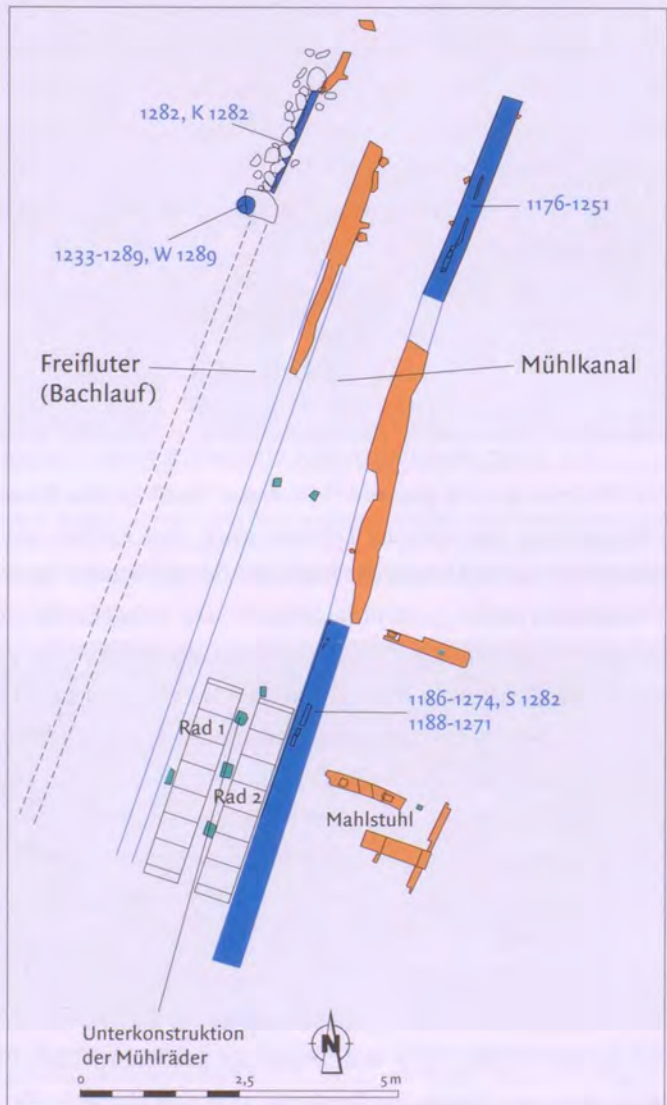 1282, K 1282
1176-1251
1233-1289, W 1289
Freifluter
(Bachlauf)
Mühlkanal
1186-1274, S 1282
1188-1271
Rad 1
Rad 2
Mahlstuhl
Unterkonstruktion
der Mühlräder
N
0 2,5 5 m